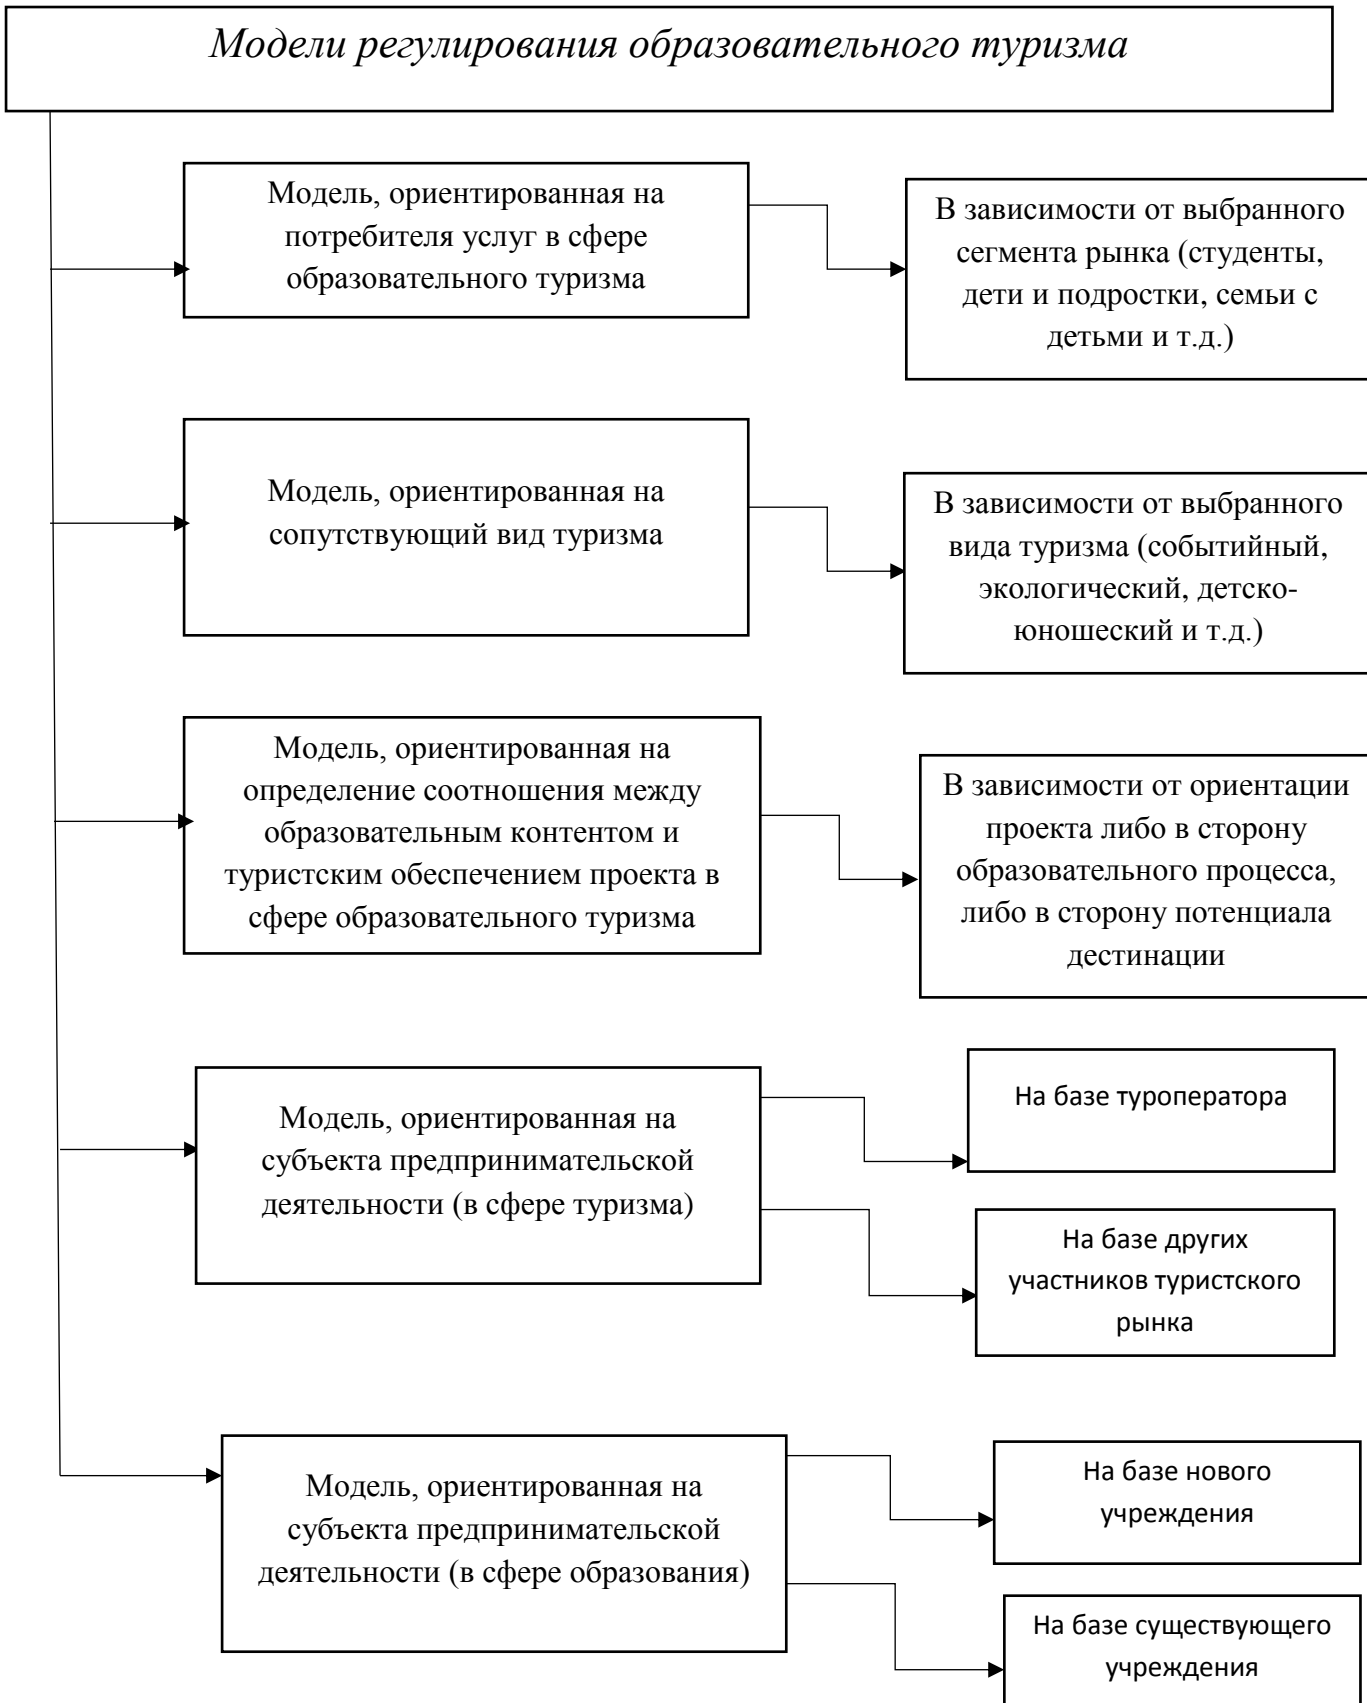 Модели регулирования образовательного туризма
Модель, ориентированная на
потребителя услуг в сфере
образовательного туризма
В зависимости от выбранного
сегмента рынка (студенты,
дети и подростки, семьи с
детьми и т.д.)
Модель, ориентированная на
сопутствующий вид туризма
В зависимости от выбранного
вида туризма (событийный,
экологический, детско-
юношеский и т.д.)
Модель, ориентированная на
определение соотношения между
образовательным контентом и
туристским обеспечением проекта в
сфере образовательного туризма
В зависимости от ориентации
проекта либо в сторону
образовательного процесса,
либо в сторону потенциала
дестинации
Модель, ориентированная на
субъекта предпринимательской
деятельности (в сфере туризма)
На базе туроператора
На базе других
участников туристского
рынка
Модель, ориентированная на
субъекта предпринимательской
деятельности (в сфере образования)
На базе нового
учреждения
На базе существующего
учреждения